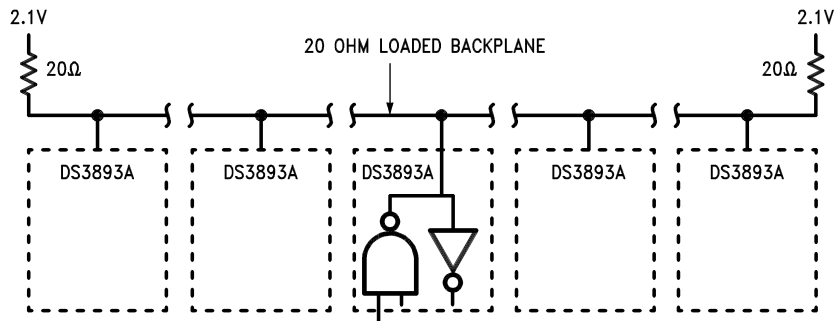 2.1V 2.1V
20 OHM LOADED BACKPLANE
20Ω 20Ω
DS3893A DS3893A DS3893A DS3893A DS3893A